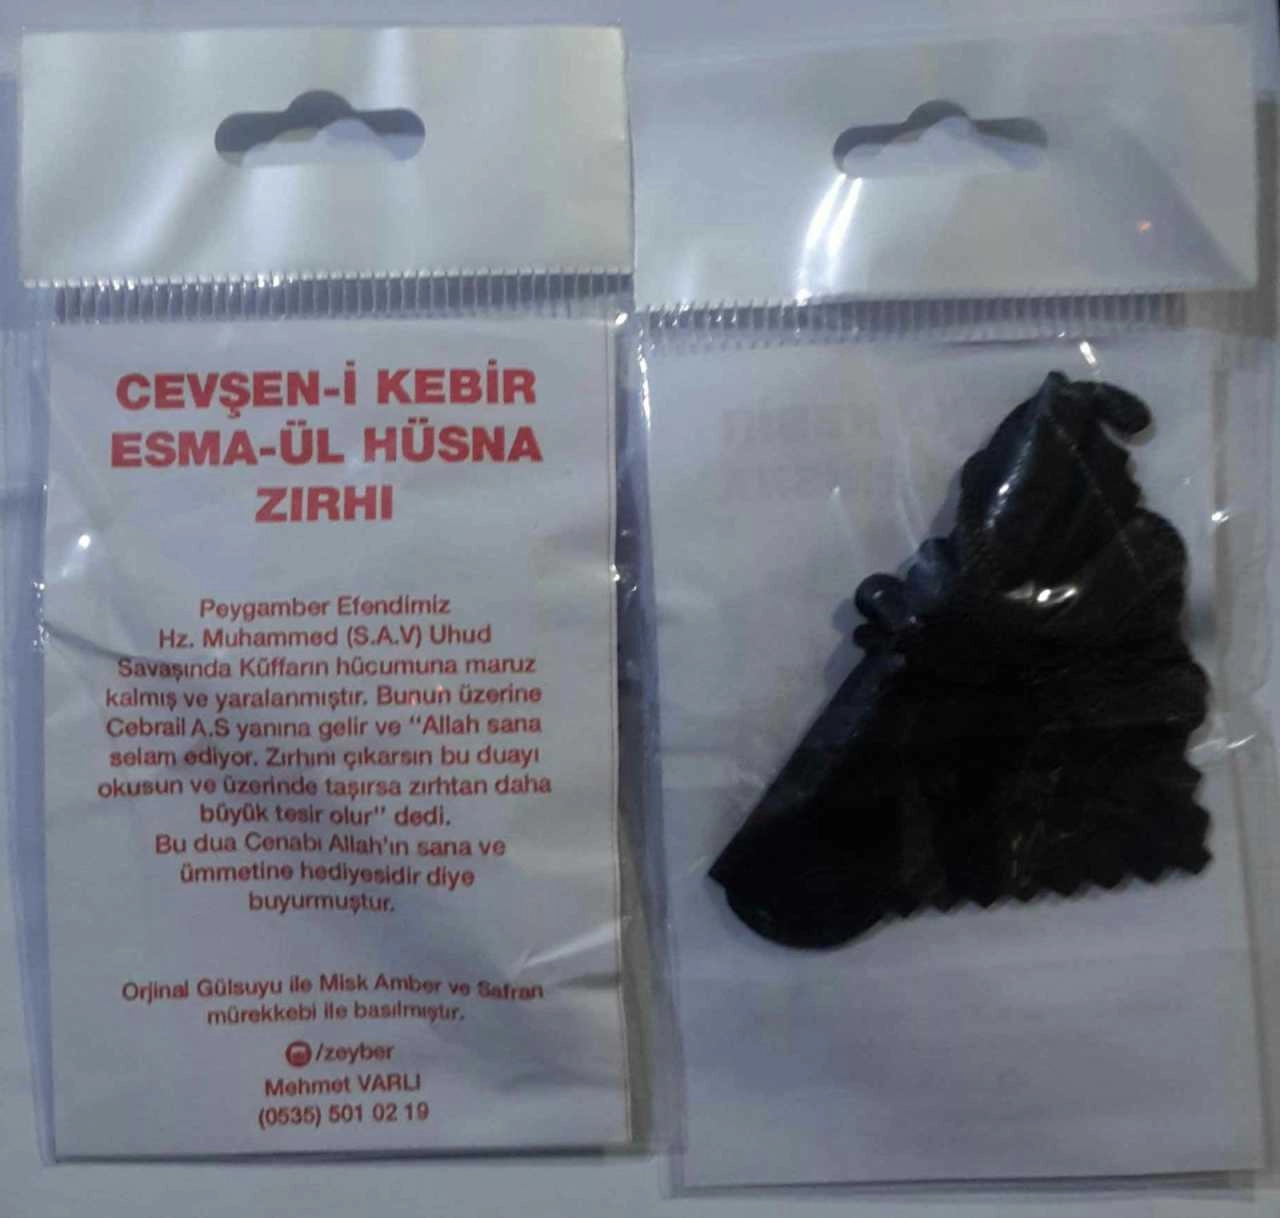 CEVŞEN-İ KEBİR
ESMA-ÜL HÜSNA
ZIRHI
Peygamber Efendimiz
Hz. Muhammed (S.A.V) Uhud
Savaşında Küffarın hücumuna maruz
kalmış ve yaralanmıştır. Bunun üzerine
Cebrail A.S yanına gelir ve "Allah sana
selam ediyor. Zırhını çıkarsın bu duayı
okusun ve üzerinde taşırsa zırhtan daha
büyük tesir olur" dedi.
Bu dua Cenabı Allah'ın sana ve
ümmetine hediyesidir diye
buyurmuştur.
Orjinal Gülsuyu ile Misk Amber ve Safran
mürekkebi ile basılmıştır.
/zeyber
Mehmet VARLI
(0535) 501 02 19